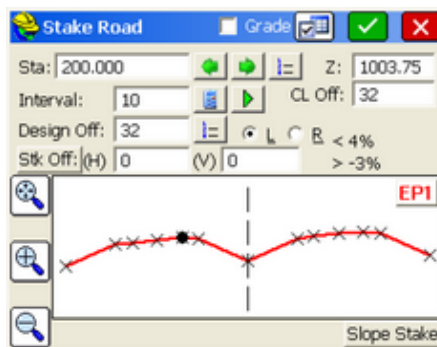 Stake Road Grade
Sta: 200.000 Z: 1003.75
Interval: 10 CL Off: 32
Design Off: 32 L R < 4%
Stk Off: (H) 0 (V) 0 > -3%
EP1
Slope Stake